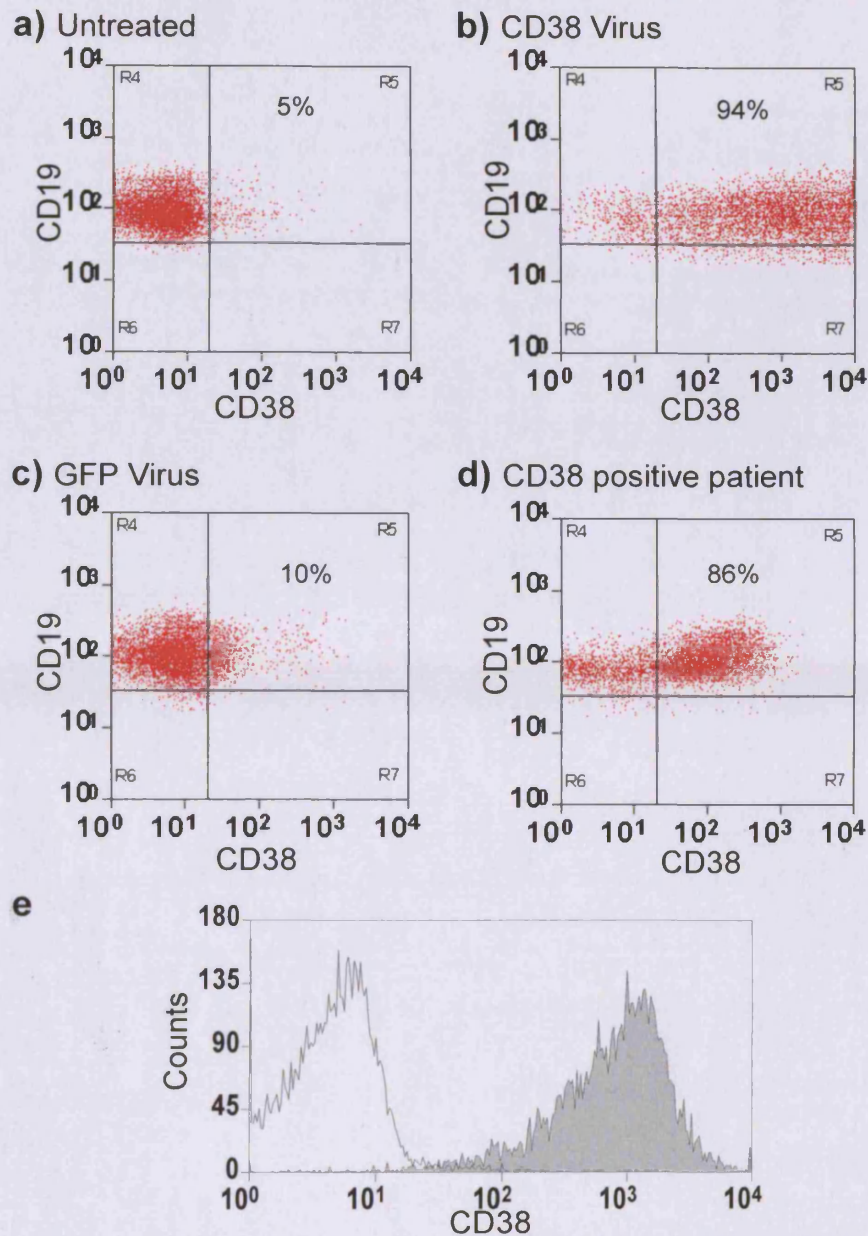 a) Untreated
b) CD38 Virus
10⁴
10³
10²
10¹
10⁰
CD19
R4
R5
5%
R6
R7
10⁰ 10¹ 10² 10³ 10⁴
CD38
10⁴
10³
10²
10¹
10⁰
CD19
R4
R5
94%
R6
R7
10⁰ 10¹ 10² 10³ 10⁴
CD38
c) GFP Virus
d) CD38 positive patient
10⁴
10³
10²
10¹
10⁰
CD19
R4
R5
10%
R6
R7
10⁰ 10¹ 10² 10³ 10⁴
CD38
10⁴
10³
10²
10¹
10⁰
CD19
R4
R5
86%
R6
R7
10⁰ 10¹ 10² 10³ 10⁴
CD38
e
180
135
90
45
0
Counts
10⁰ 10¹ 10² 10³ 10⁴
CD38